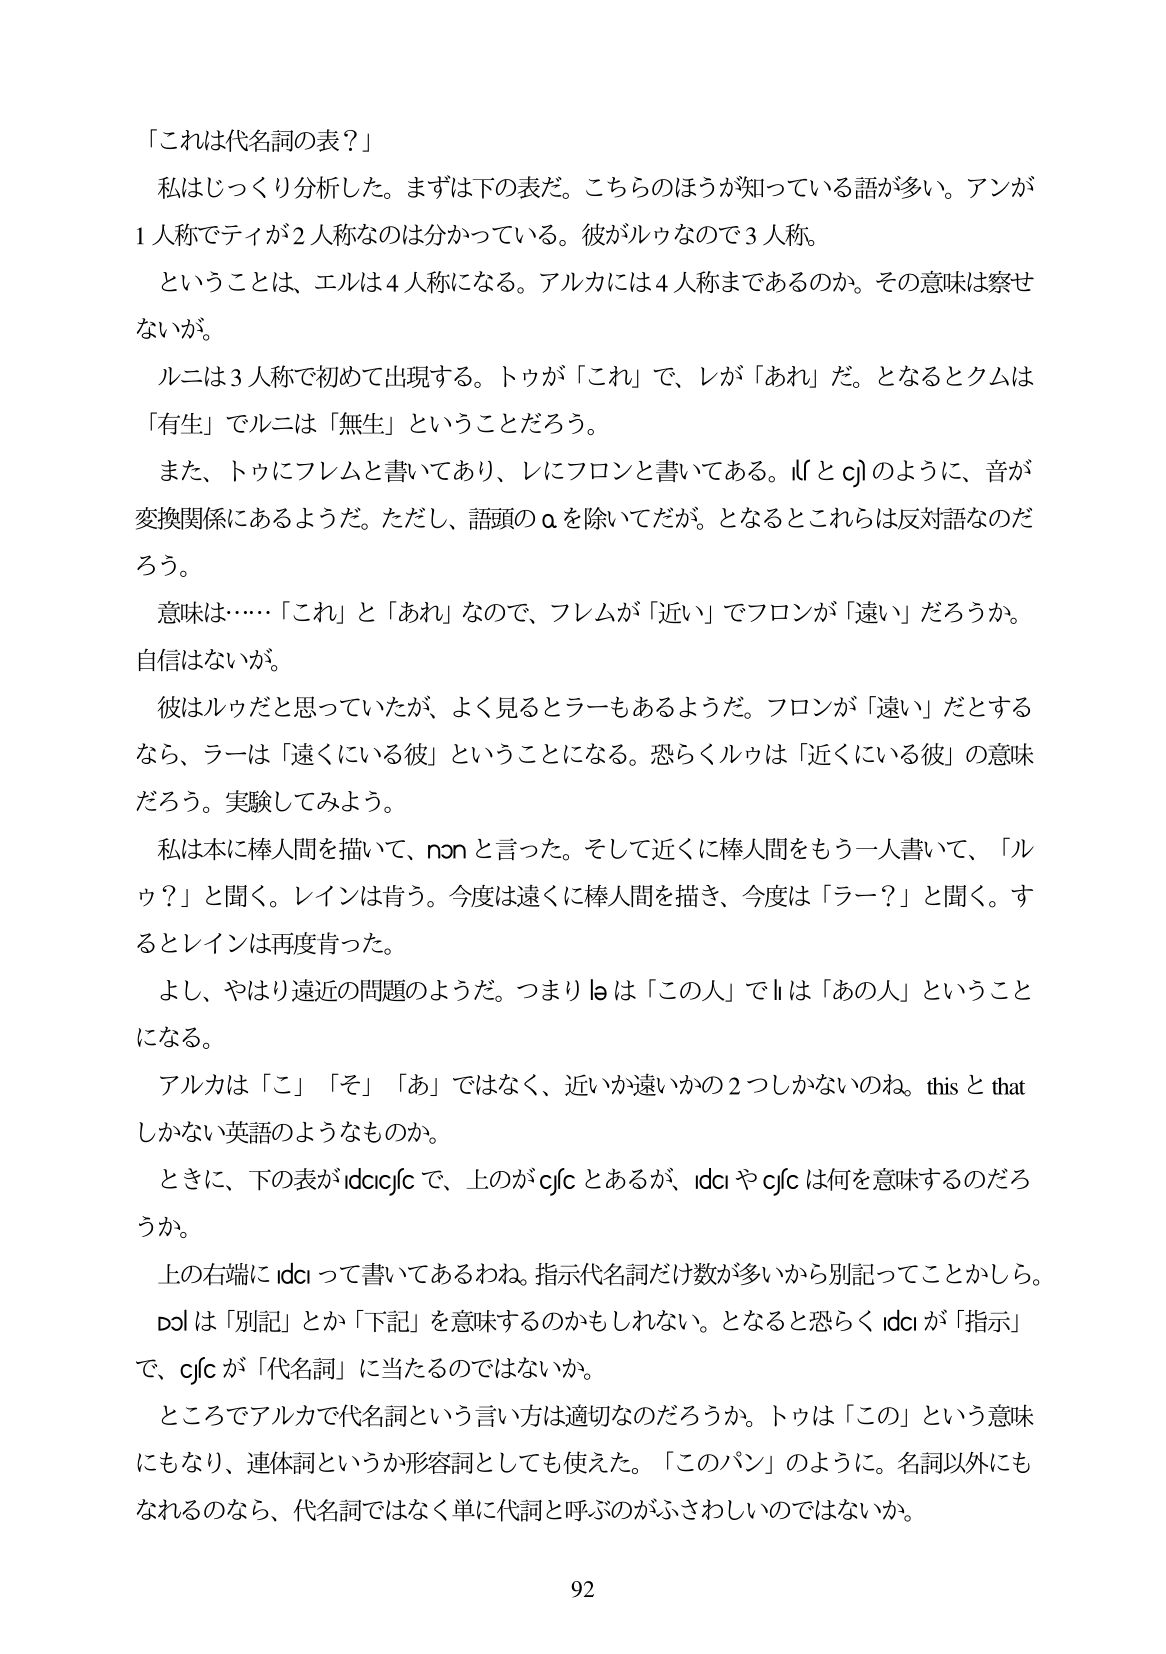 「これは代名詞の表？」
私はじっくり分析した。まずは下の表だ。こちらのほうが知っている語が多い。アンが
1 人称でティが 2 人称なのは分かっている。彼がルゥなので 3 人称。
ということは、エルは 4 人称になる。アルカには 4 人称まであるのか。その意味は察せ
ないが。
ルニは 3 人称で初めて出現する。トゥが「これ」で、レが「あれ」だ。となるとクムは
「有生」でルニは「無生」ということだろう。
また、トゥにフレムと書いてあり、レにフロンと書いてある。 と のように、音が
変換関係にあるようだ。ただし、語頭の ɑ を除いてだが。となるとこれらは反対語なのだ
ろう。
意味は……「これ」と「あれ」なので、フレムが「近い」でフロンが「遠い」だろうか。
自信はないが。
彼はルゥだと思っていたが、よく見るとラーもあるようだ。フロンが「遠い」だとする
なら、ラーは「遠くにいる彼」ということになる。恐らくルゥは「近くにいる彼」の意味
だろう。実験してみよう。
私は本に棒人間を描いて、nɔn と言った。そして近くに棒人間をもう一人書いて、「ル
ゥ？」と聞く。レインは肯う。今度は遠くに棒人間を描き、今度は「ラー？」と聞く。す
るとレインは再度肯った。
よし、やはり遠近の問題のようだ。つまり lə は「この人」で lı は「あの人」ということ
になる。
アルカは「こ」「そ」「あ」ではなく、近いか遠いかの 2 つしかないのね。this と that
しかない英語のようなものか。
ときに、下の表が ıdcıcȷʃc で、上のが cȷʃc とあるが、ıdcı や cȷʃc は何を意味するのだろ
うか。
上の右端に ıdcı って書いてあるわね。指示代名詞だけ数が多いから別記ってことかしら。
ɔl は「別記」とか「下記」を意味するのかもしれない。となると恐らく ıdcı が「指示」
で、cȷʃc が「代名詞」に当たるのではないか。
ところでアルカで代名詞という言い方は適切なのだろうか。トゥは「この」という意味
にもなり、連体詞というか形容詞としても使えた。「このパン」のように。名詞以外にも
なれるのなら、代名詞ではなく単に代詞と呼ぶのがふさわしいのではないか。
92